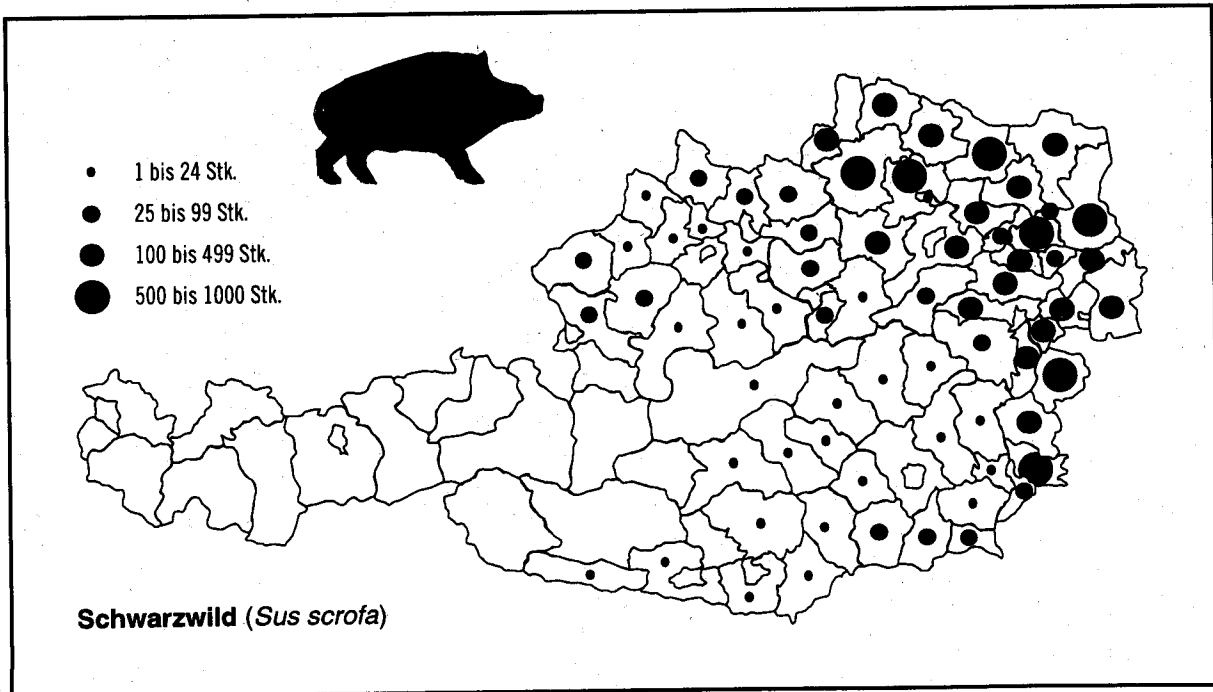 1 bis 24 Stk.
25 bis 99 Stk.
100 bis 499 Stk.
500 bis 1000 Stk.
Schwarzwild (Sus scrofa)